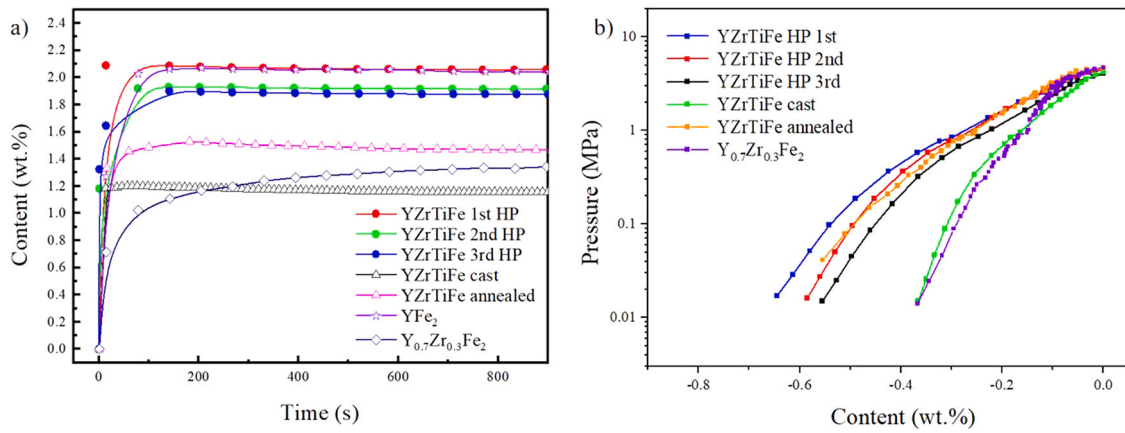 a)
2.4
2.2
2.0
1.8
1.6
1.4
1.2
1.0
0.8
0.6
0.4
0.2
0.0
Content (wt.%)
YZrTiFe 1st HP
YZrTiFe 2nd HP
YZrTiFe 3rd HP
YZrTiFe cast
YZrTiFe annealed
YFe₂
Y₀.₇Zr₀.₃Fe₂
0 200 400 600 800
Time (s)
b)
10
1
0.1
0.01
Pressure (MPa)
YZrTiFe HP 1st
YZrTiFe HP 2nd
YZrTiFe HP 3rd
YZrTiFe cast
YZrTiFe annealed
Y₀.₇Zr₀.₃Fe₂
-0.8 -0.6 -0.4 -0.2 0.0
Content (wt.%)